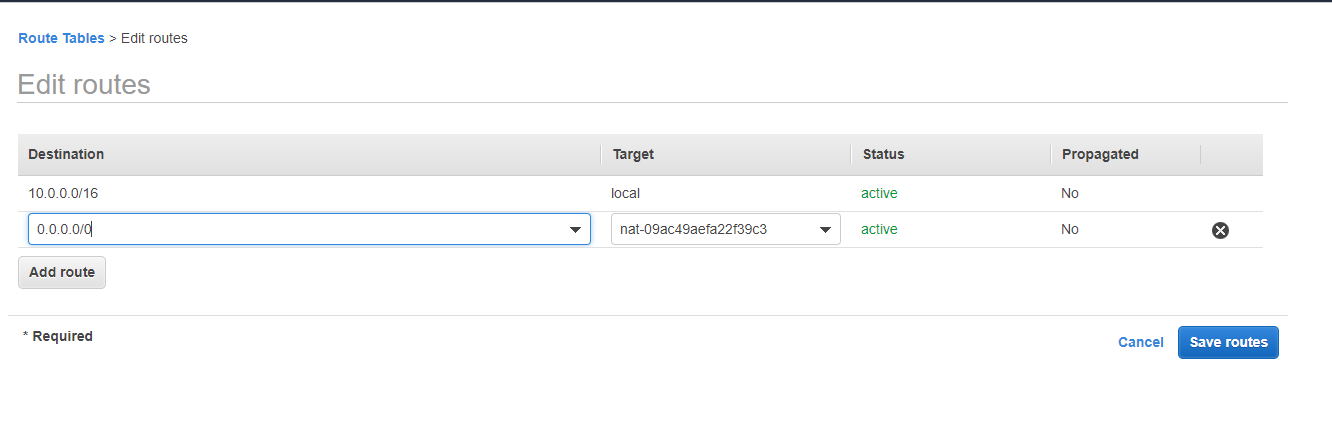 Route Tables > Edit routes
Edit routes
Destination Target Status Propagated
10.0.0.0/16 local active No
0.0.0.0/0 nat-09ac49aefa22f39c3 active No
Add route
* Required
Cancel Save routes